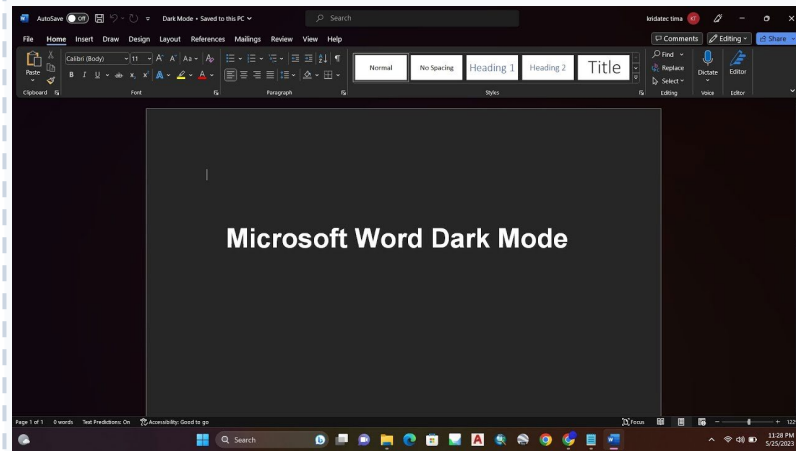 AutoSave Off Dark Mode • Saved to this PC Search kridatec tima KT
File Home Insert Draw Design Layout References Mailings Review View Help Comments Editing Share
Paste
Calibri (Body) 11 A A Aa A
B I U ab x, x A A
Normal
No Spacing
Heading 1
Heading 2
Title
Find
Replace
Select
Dictate
Editor
Clipboard Font Paragraph Styles Editing Voice Editor
Microsoft Word Dark Mode
Page 1 of 1 0 words Text Predictions: On Accessibility: Good to go Focus
Search
11:28 PM
5/25/2023